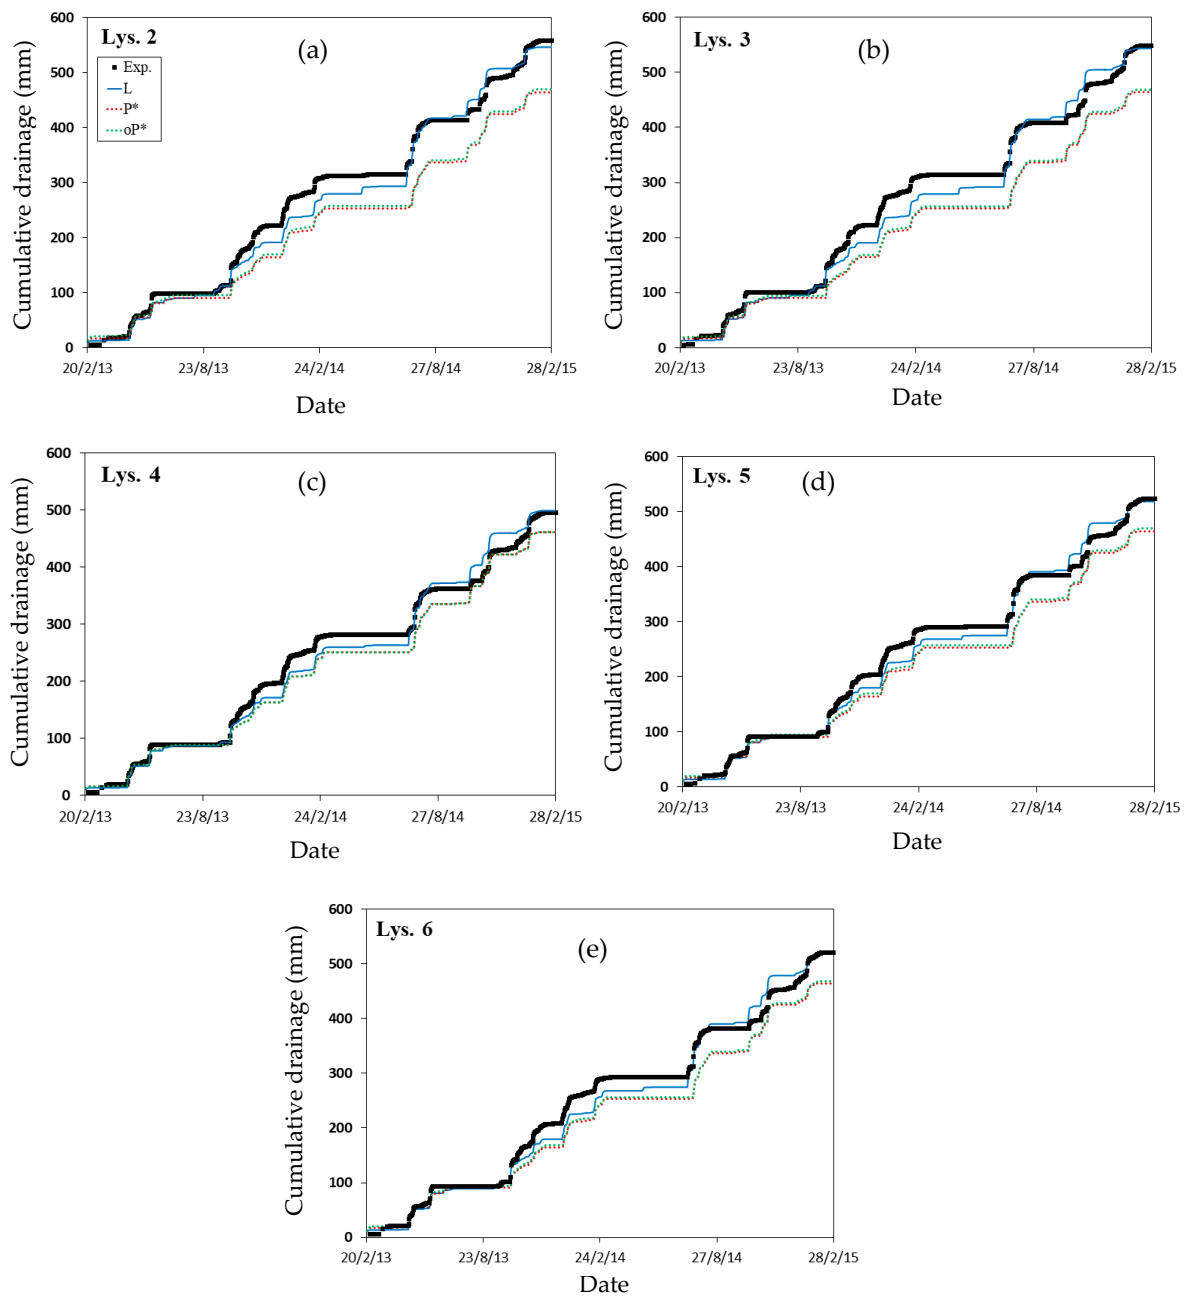 Lys. 2
(a)
Exp.
L
P*
oP*
Cumulative drainage (mm)
600
500
400
300
200
100
0
20/2/13 23/8/13 24/2/14 27/8/14 28/2/15
Date
Lys. 3
(b)
Cumulative drainage (mm)
600
500
400
300
200
100
0
20/2/13 23/8/13 24/2/14 27/8/14 28/2/15
Date
Lys. 4
(c)
Cumulative drainage (mm)
600
500
400
300
200
100
0
20/2/13 23/8/13 24/2/14 27/8/14 28/2/15
Date
Lys. 5
(d)
Cumulative drainage (mm)
600
500
400
300
200
100
0
20/2/13 23/8/13 24/2/14 27/8/14 28/2/15
Date
Lys. 6
(e)
Cumulative drainage (mm)
600
500
400
300
200
100
0
20/2/13 23/8/13 24/2/14 27/8/14 28/2/15
Date